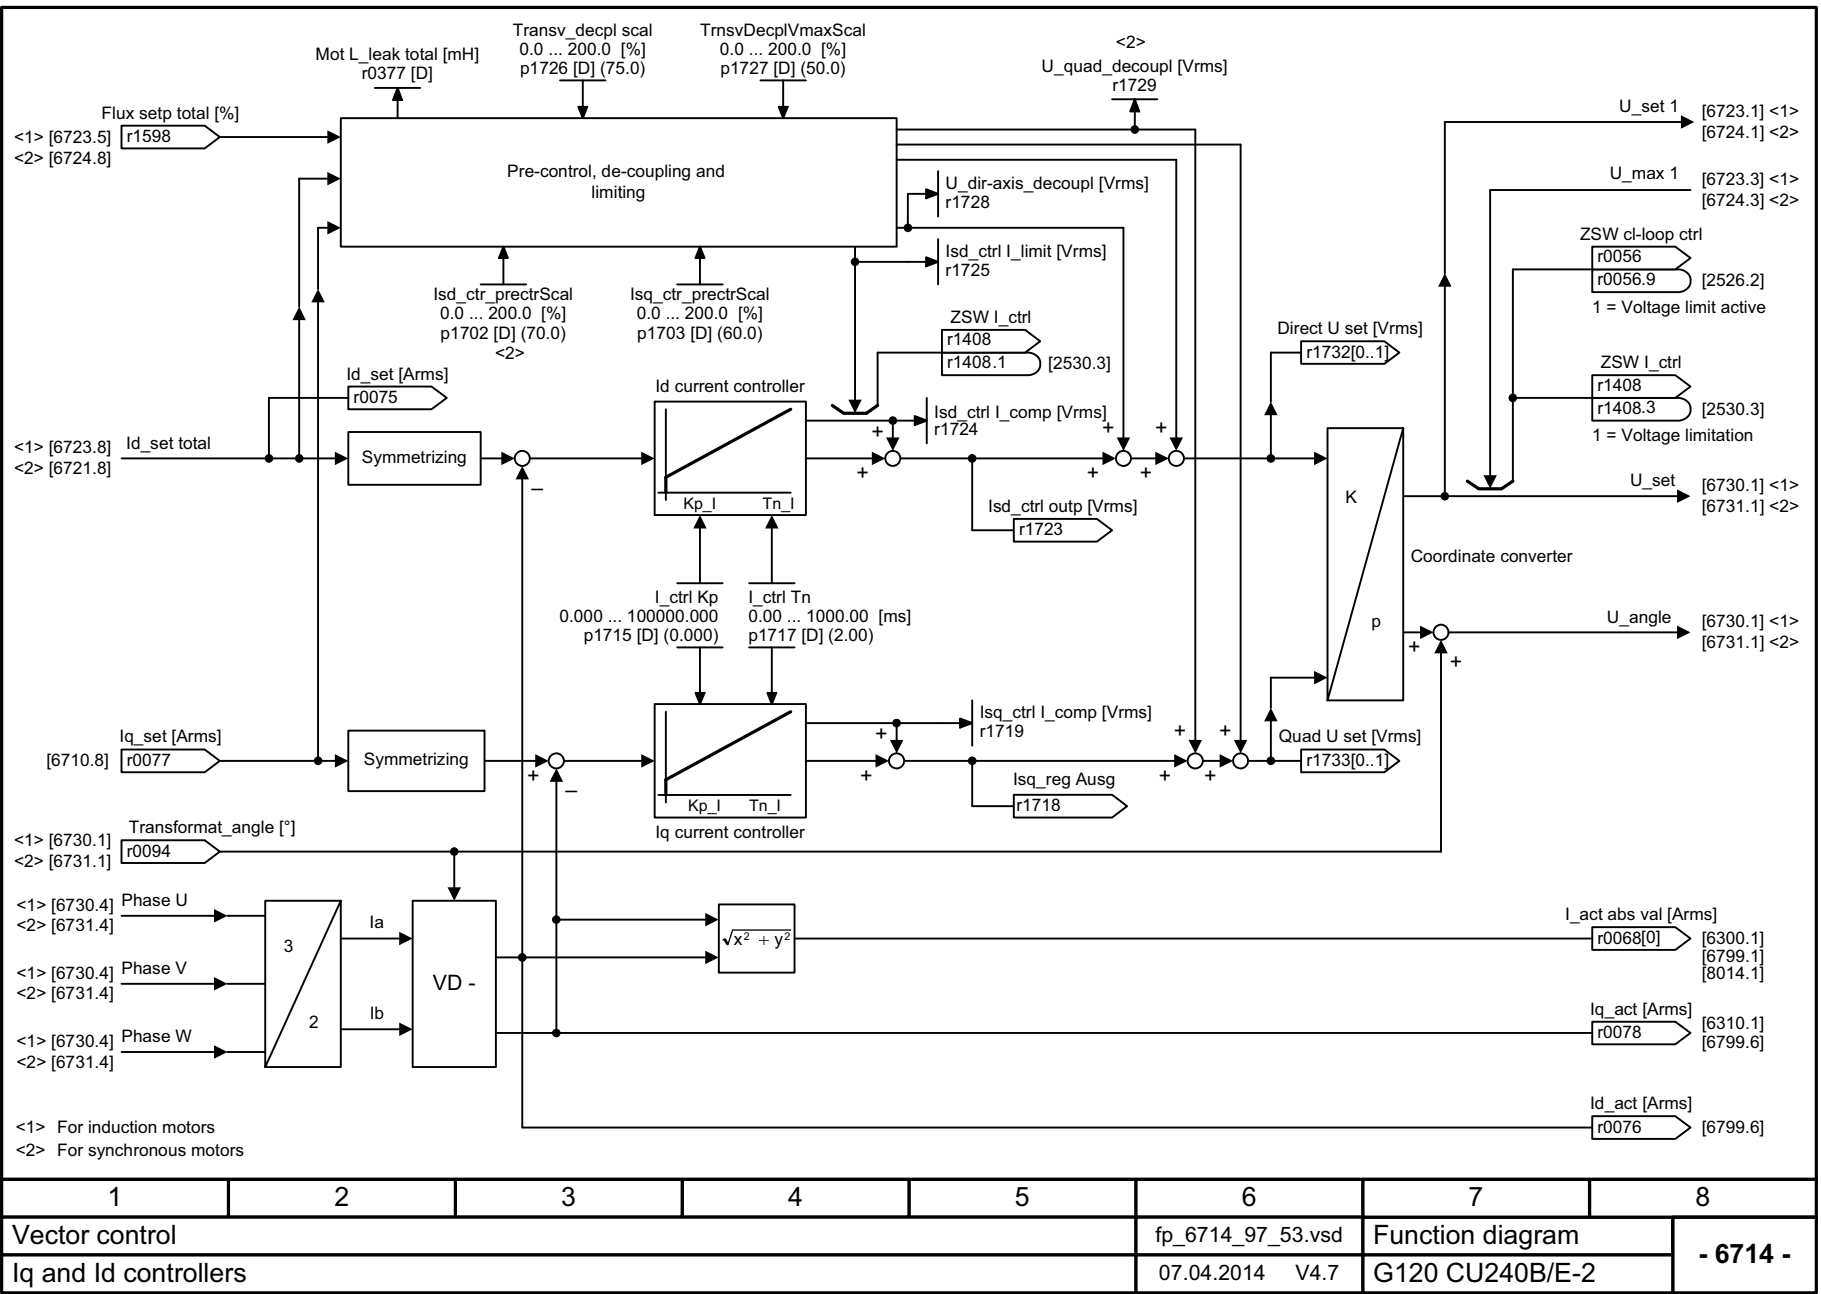 Transv_decpl scal
0.0 ... 200.0 [%]
p1726 [D] (75.0)
TrnsvDecplVmaxScal
0.0 ... 200.0 [%]
p1727 [D] (50.0)
Mot L_leak total [mH]
r0377 [D]
<2>
U_quad_decoupl [Vrms]
r1729
Flux setp total [%]
<1> [6723.5]
<2> [6724.8]
r1598
Pre-control, de-coupling and
limiting
U_set 1
[6723.1] <1>
[6724.1] <2>
U_max 1
[6723.3] <1>
[6724.3] <2>
U_dir-axis_decoupl [Vrms]
r1728
Isd_ctrl I_limit [Vrms]
r1725
ZSW cl-loop ctrl
r0056
r0056.9
[2526.2]
1 = Voltage limit active
Isd_ctr_prectrScal
0.0 ... 200.0 [%]
p1702 [D] (70.0)
<2>
Isq_ctr_prectrScal
0.0 ... 200.0 [%]
p1703 [D] (60.0)
ZSW I_ctrl
r1408
r1408.1
[2530.3]
Direct U set [Vrms]
r1732[0..1]
ZSW I_ctrl
r1408
r1408.3
[2530.3]
1 = Voltage limitation
Id_set [Arms]
r0075
Id current controller
Isd_ctrl I_comp [Vrms]
r1724
<1> [6723.8]
<2> [6721.8]
Id_set total
Symmetrizing
–
Kp_I
Tn_I
+
+
+
+
+
+
Isd_ctrl outp [Vrms]
r1723
K
p
U_set
[6730.1] <1>
[6731.1] <2>
Coordinate converter
I_ctrl Kp
0.000 ... 100000.000
p1715 [D] (0.000)
I_ctrl Tn
0.00 ... 1000.00 [ms]
p1717 [D] (2.00)
U_angle
[6730.1] <1>
[6731.1] <2>
+
+
Isq_ctrl I_comp [Vrms]
r1719
Iq_set [Arms]
[6710.8]
r0077
Symmetrizing
+
–
Kp_I
Tn_I
Iq current controller
+
+
+
+
+
+
Isq_reg Ausg
r1718
Quad U set [Vrms]
r1733[0..1]
Transformat_angle [°]
<1> [6730.1]
<2> [6731.1]
r0094
<1> [6730.4]
<2> [6731.4]
Phase U
<1> [6730.4]
<2> [6731.4]
Phase V
<1> [6730.4]
<2> [6731.4]
Phase W
3
2
Ia
Ib
VD -
√x² + y²
I_act abs val [Arms]
r0068[0]
[6300.1]
[6799.1]
[8014.1]
Iq_act [Arms]
r0078
[6310.1]
[6799.6]
Id_act [Arms]
r0076
[6799.6]
<1> For induction motors
<2> For synchronous motors
1 2 3 4 5 6 7 8
Vector control
fp_6714_97_53.vsd
Function diagram
- 6714 -
Iq and Id controllers
07.04.2014 V4.7
G120 CU240B/E-2